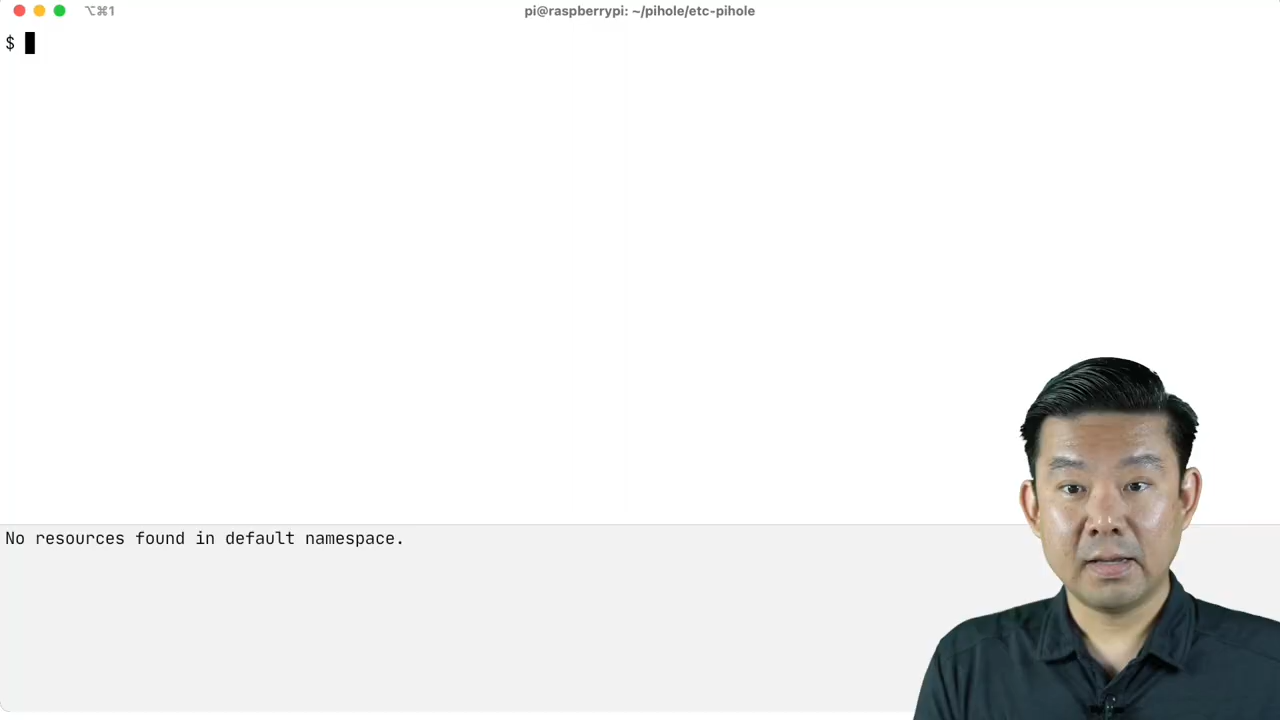 ⌥⌘1
pi@raspberrypi: ~/pihole/etc-pihole
$
No resources found in default namespace.